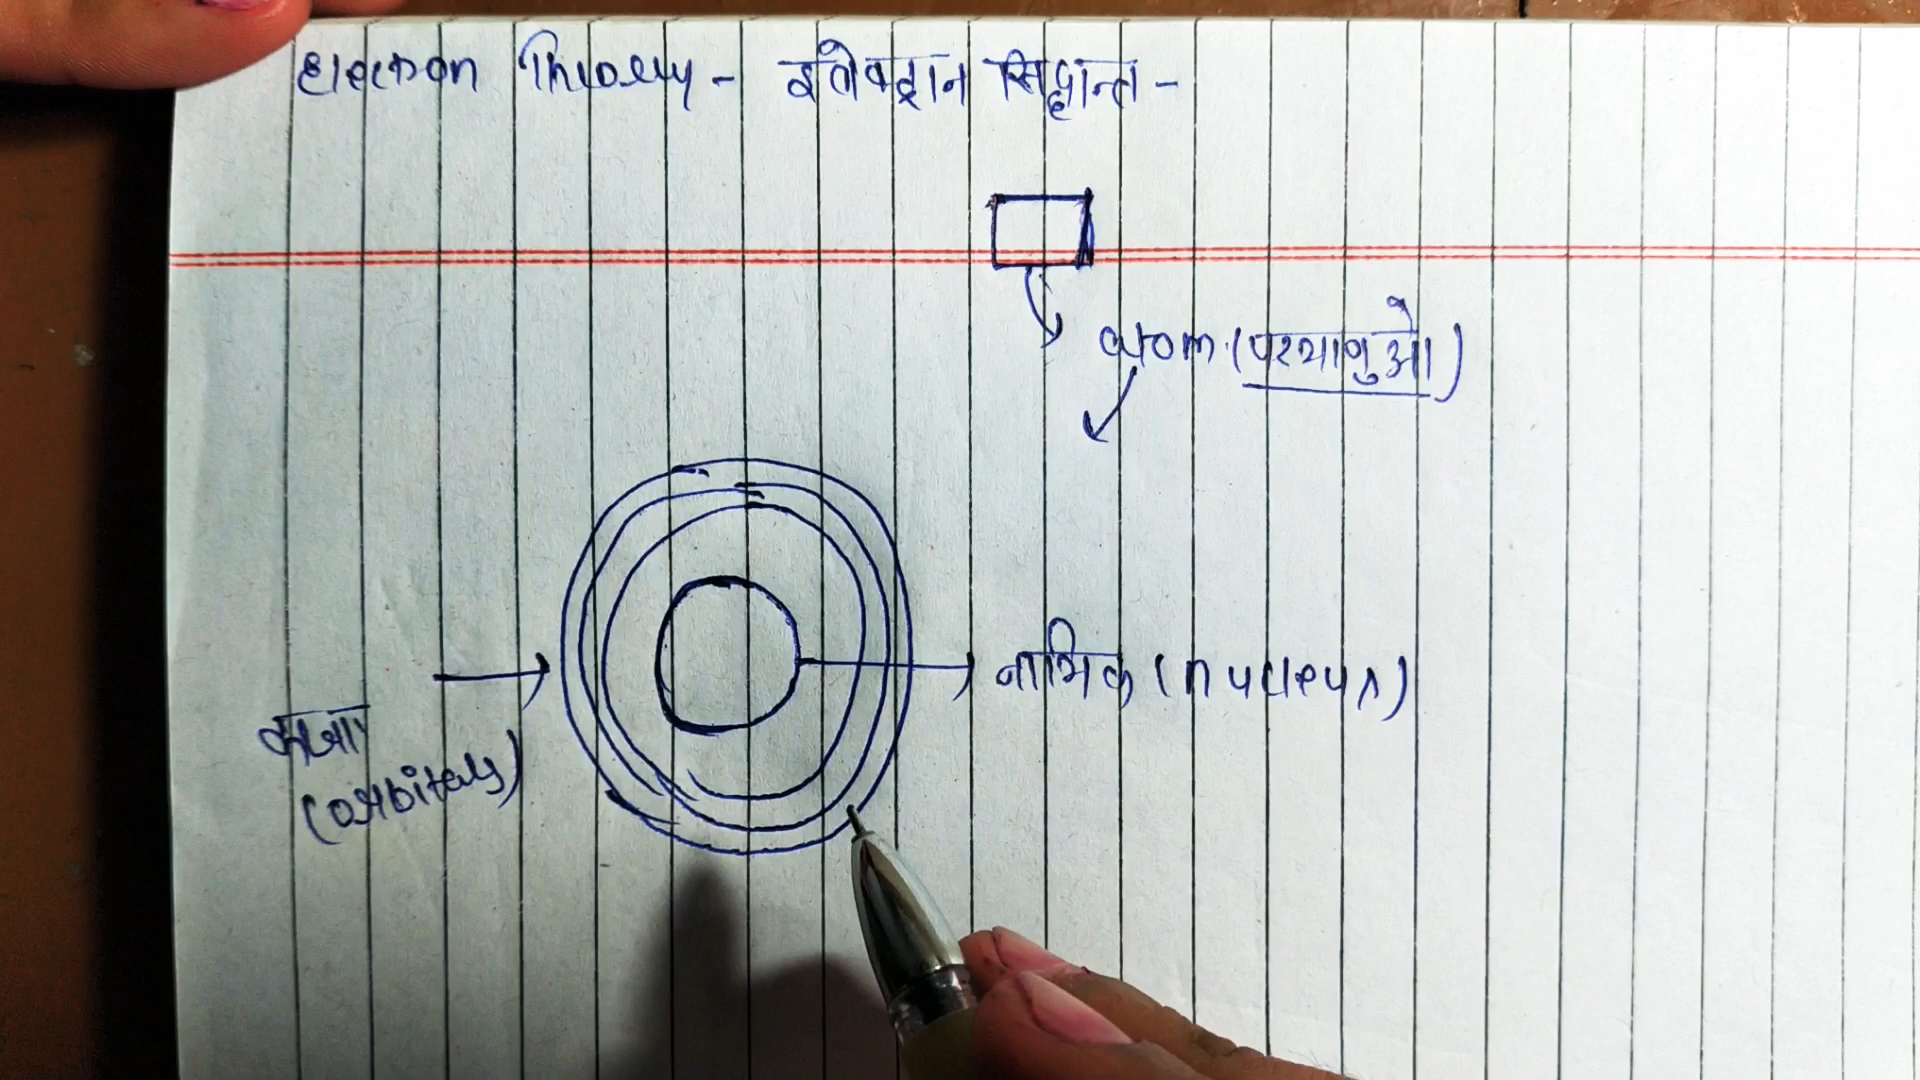 Electron Theory - इलेक्ट्रान सिद्धान्त -
atom (परमाणुओ)
नाभिक (nucleus)
कक्षा
(orbitals)